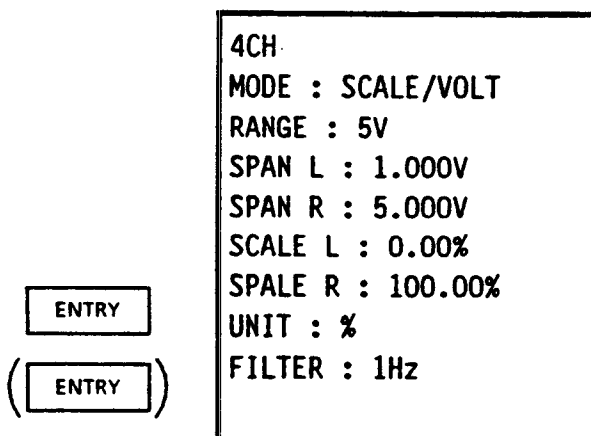 4CH
MODE : SCALE/VOLT
RANGE : 5V
SPAN L : 1.000V
SPAN R : 5.000V
SCALE L : 0.00%
SPALE R : 100.00%
UNIT : %
FILTER : 1Hz
ENTRY
(ENTRY)